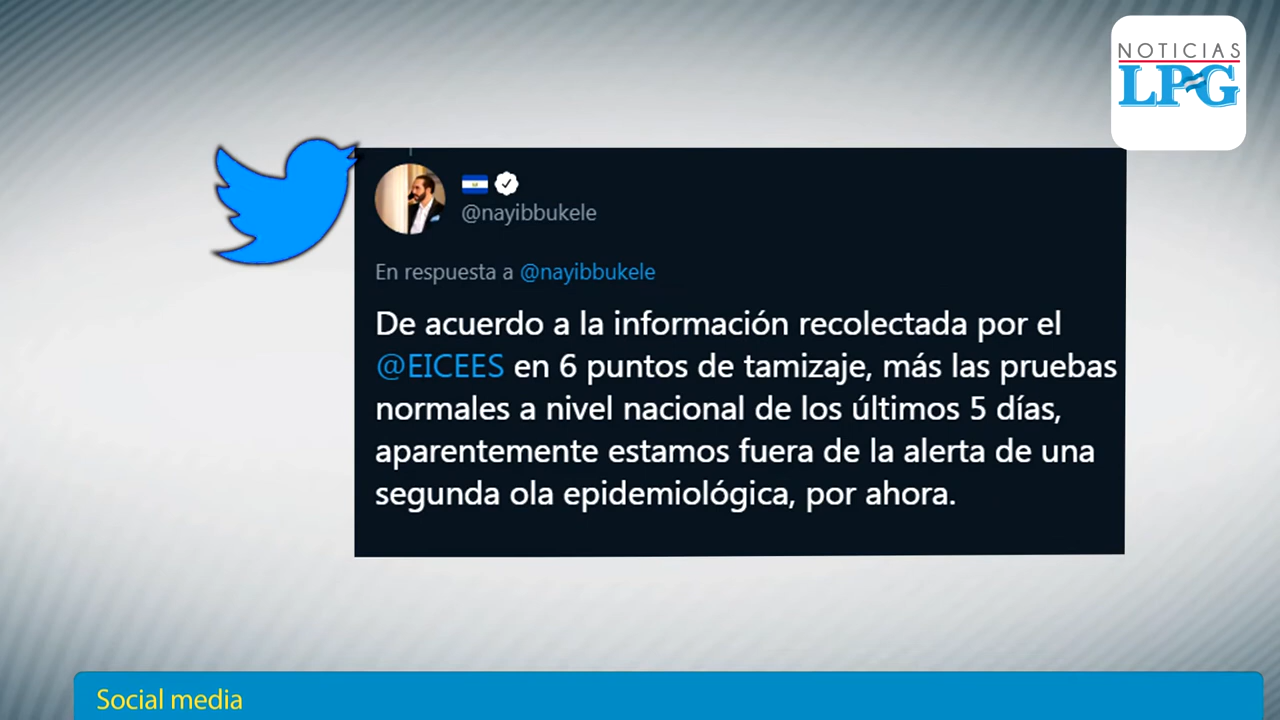 NOTICIAS
LPG
@nayibbukele
En respuesta a @nayibbukele
De acuerdo a la información recolectada por el
@EICEES en 6 puntos de tamizaje, más las pruebas
normales a nivel nacional de los últimos 5 días,
aparentemente estamos fuera de la alerta de una
segunda ola epidemiológica, por ahora.
Social media